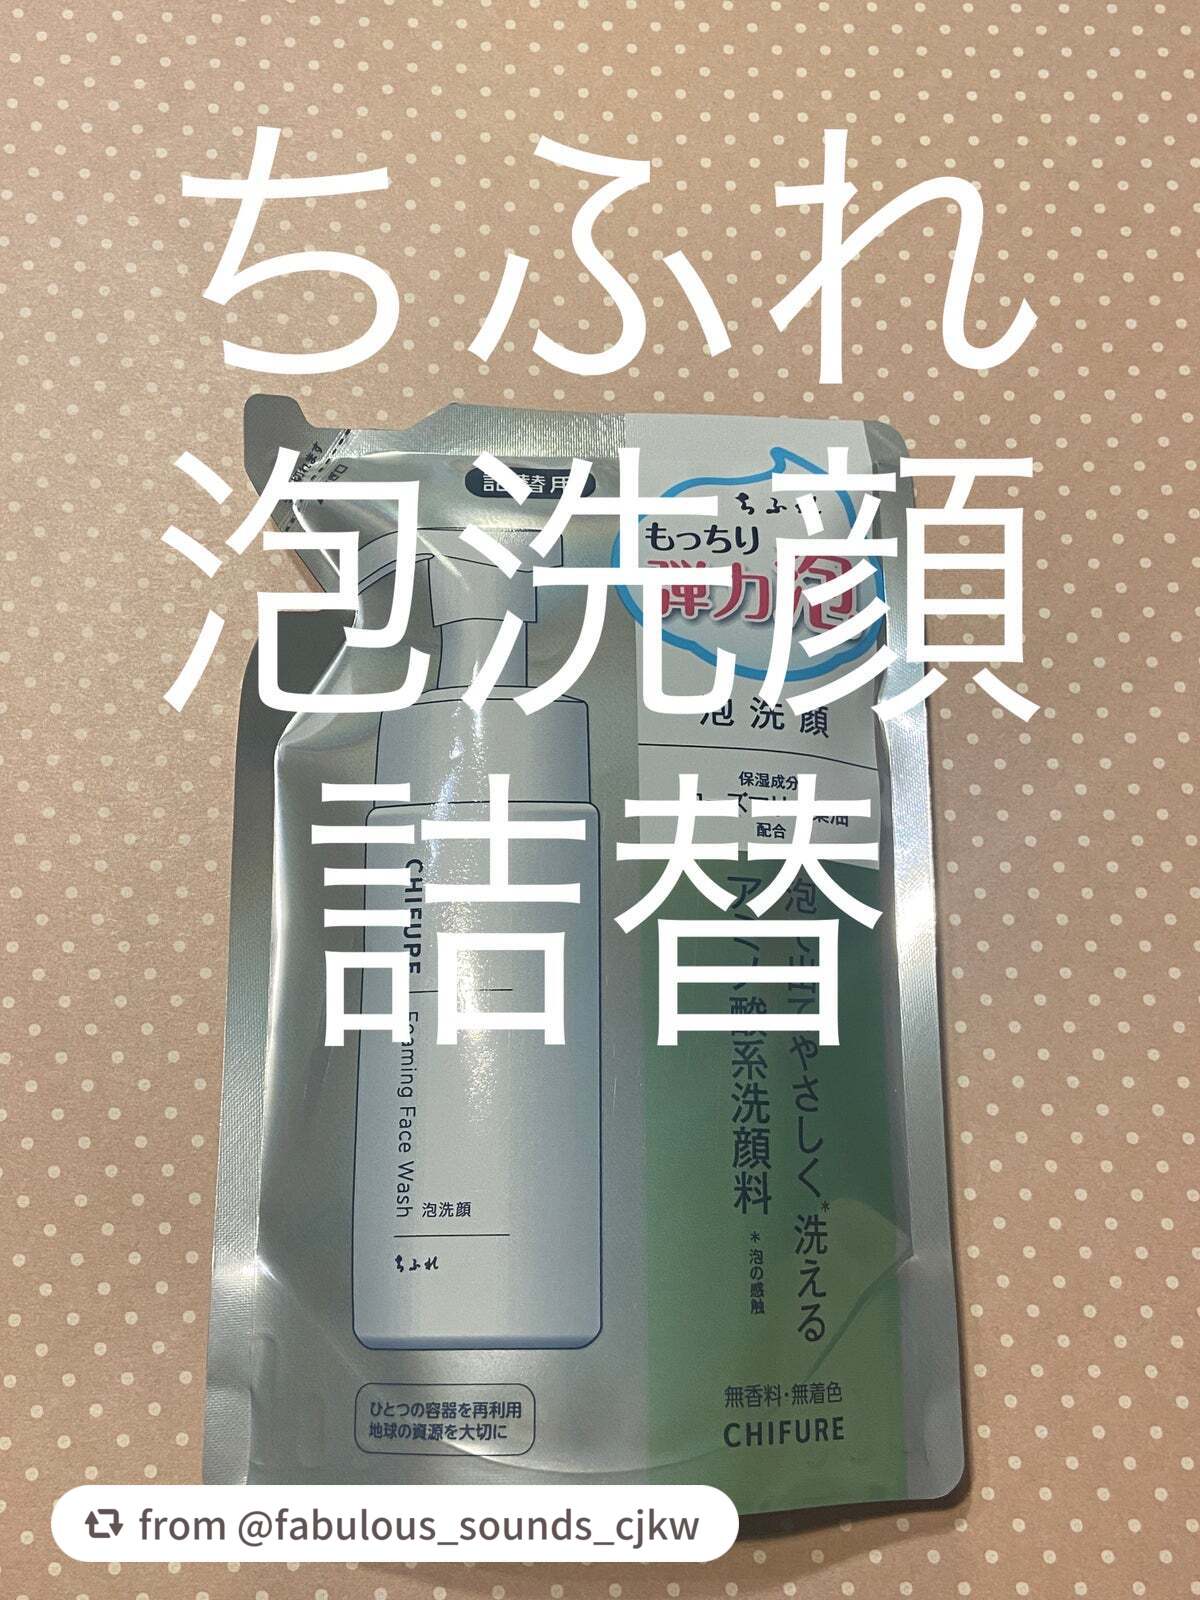 ちふれ
泡洗顔
詰替
詰替用
ちふれ
もっちり
弾力泡
泡洗顔
保湿成分
配合
やさしく*洗える
酸系洗顔料
*泡の感触
無香料・無着色
CHIFURE
CHIFURE
Foaming Face Wash
泡洗顔
ちふれ
ひとつの容器を再利用
地球の資源を大切に
from @fabulous_sounds_cjkw